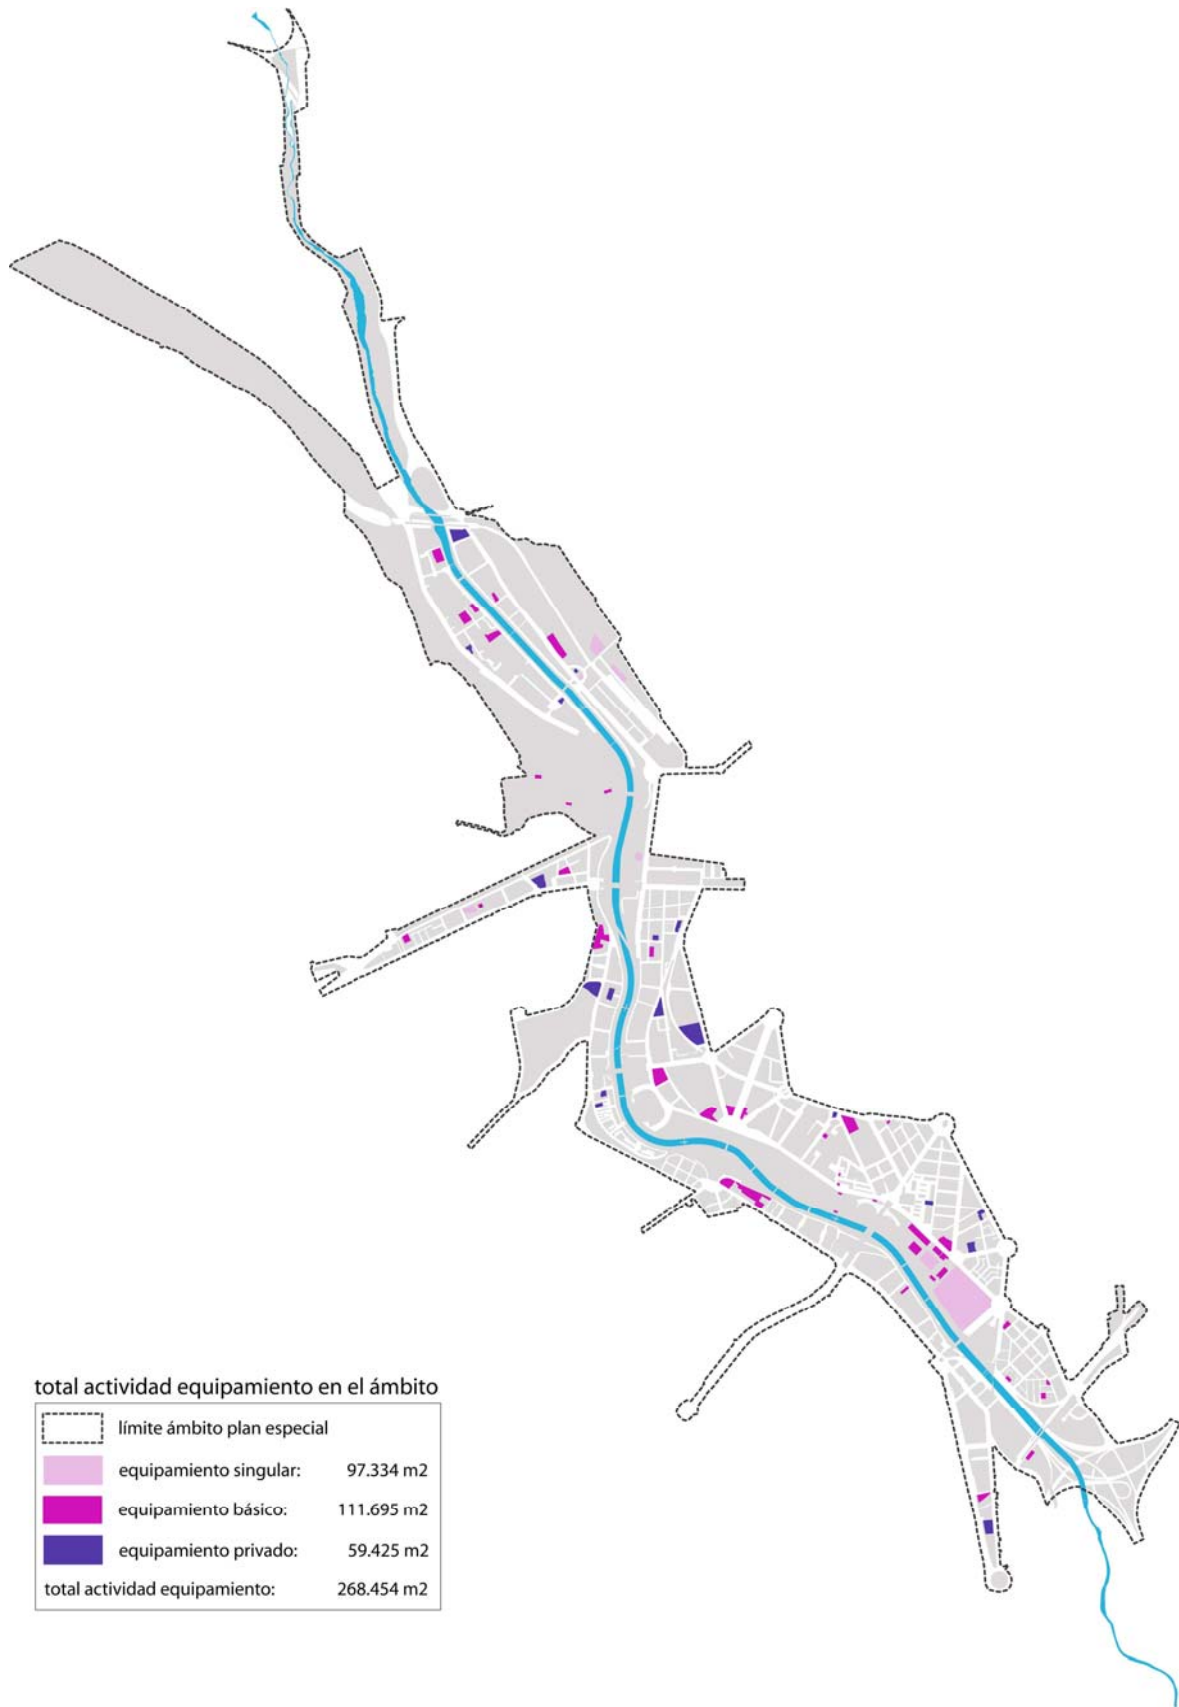 total actividad equipamiento en el ámbito
límite ámbito plan especial
equipamiento singular: 97.334 m2
equipamiento básico: 111.695 m2
equipamiento privado: 59.425 m2
total actividad equipamiento: 268.454 m2